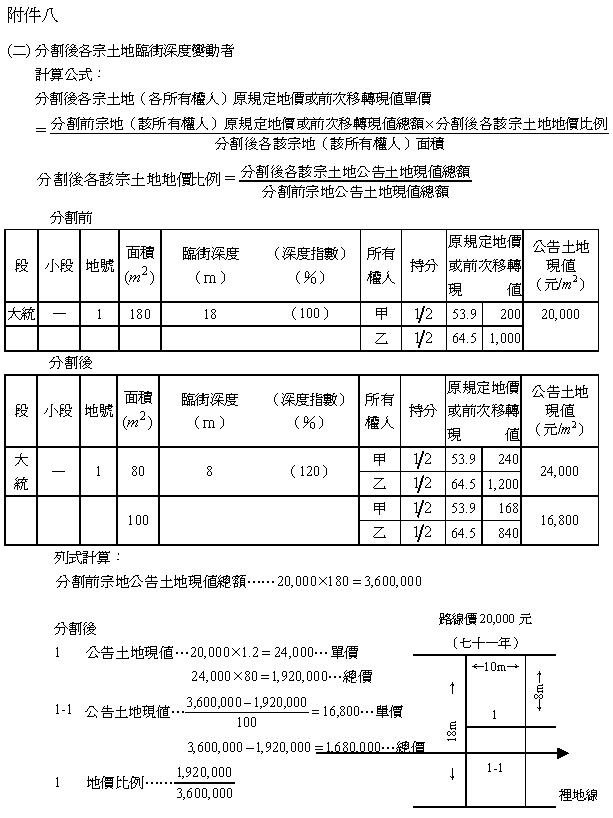 附件八
(二) 分割後各宗土地臨街深度變動者
計算公式：
分割後各宗土地（各所有權人）原規定地價或前次移轉現值單價
＝分割前宗地（該所有權人）原規定地價或前次移轉現值總額×分割後各該宗土地地價比例
分割後各該宗地（該所有權人）面積
分割後各該宗土地地價比例＝分割後各該宗土地公告土地現值總額
分割前宗地公告土地現值總額
分割前
段 小段 地號 面積(m²) 臨街深度（m） （深度指數）（%） 所有權人 持分 原規定地價或前次移轉現值 公告土地現值（元/m²）
大統 一 1 180 18 （100） 甲 1/2 53.9 200 20,000
乙 1/2 64.5 1,000
分割後
段 小段 地號 面積(m²) 臨街深度（m） （深度指數）（%） 所有權人 持分 原規定地價或前次移轉現值 公告土地現值（元/m²）
大統 一 1 80 8 （120） 甲 1/2 53.9 240 24,000
乙 1/2 64.5 1,200
100 甲 1/2 53.9 168 16,800
乙 1/2 64.5 840
列式計算：
分割前宗地公告土地現值總額……20,000×180＝3,600,000
分割後
1 公告土地現值…20,000×1.2＝24,000…單價
24,000×80＝1,920,000…總價
1-1 公告土地現值…3,600,000－1,920,000
100
＝16,800…單價
3,600,000－1,920,000＝1,680,000…總價
1 地價比例……1,920,000
3,600,000
路線價 20,000 元
（七十一年）
←10m→
←8m→
← 18m →
1
1-1
裡地線